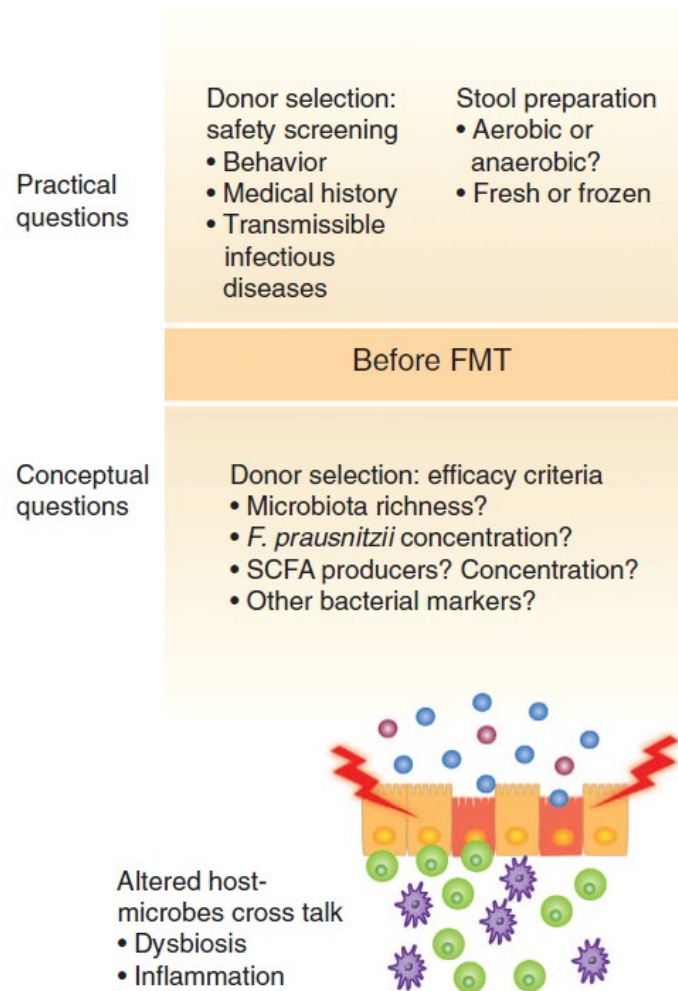 Practical
questions
Donor selection:
safety screening
• Behavior
• Medical history
• Transmissible
infectious
diseases
Stool preparation
• Aerobic or
anaerobic?
• Fresh or frozen
Before FMT
Conceptual
questions
Donor selection: efficacy criteria
• Microbiota richness?
• F. prausnitzii concentration?
• SCFA producers? Concentration?
• Other bacterial markers?
Altered host-
microbes cross talk
• Dysbiosis
• Inflammation